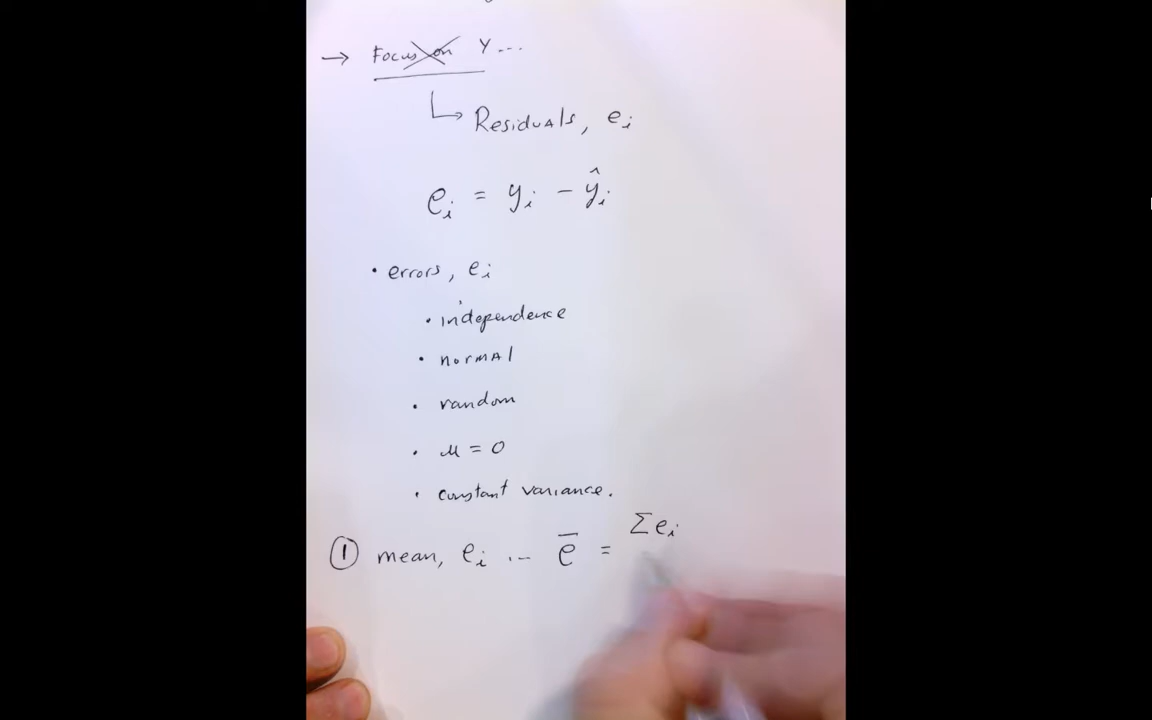 → Focus on Y...
↳ Residuals, eᵢ
eᵢ = yᵢ − ŷᵢ
• errors, eᵢ
• independence
• normal
• random
• μ = 0
• constant variance.
① mean, eᵢ ... e̅ = Σeᵢ